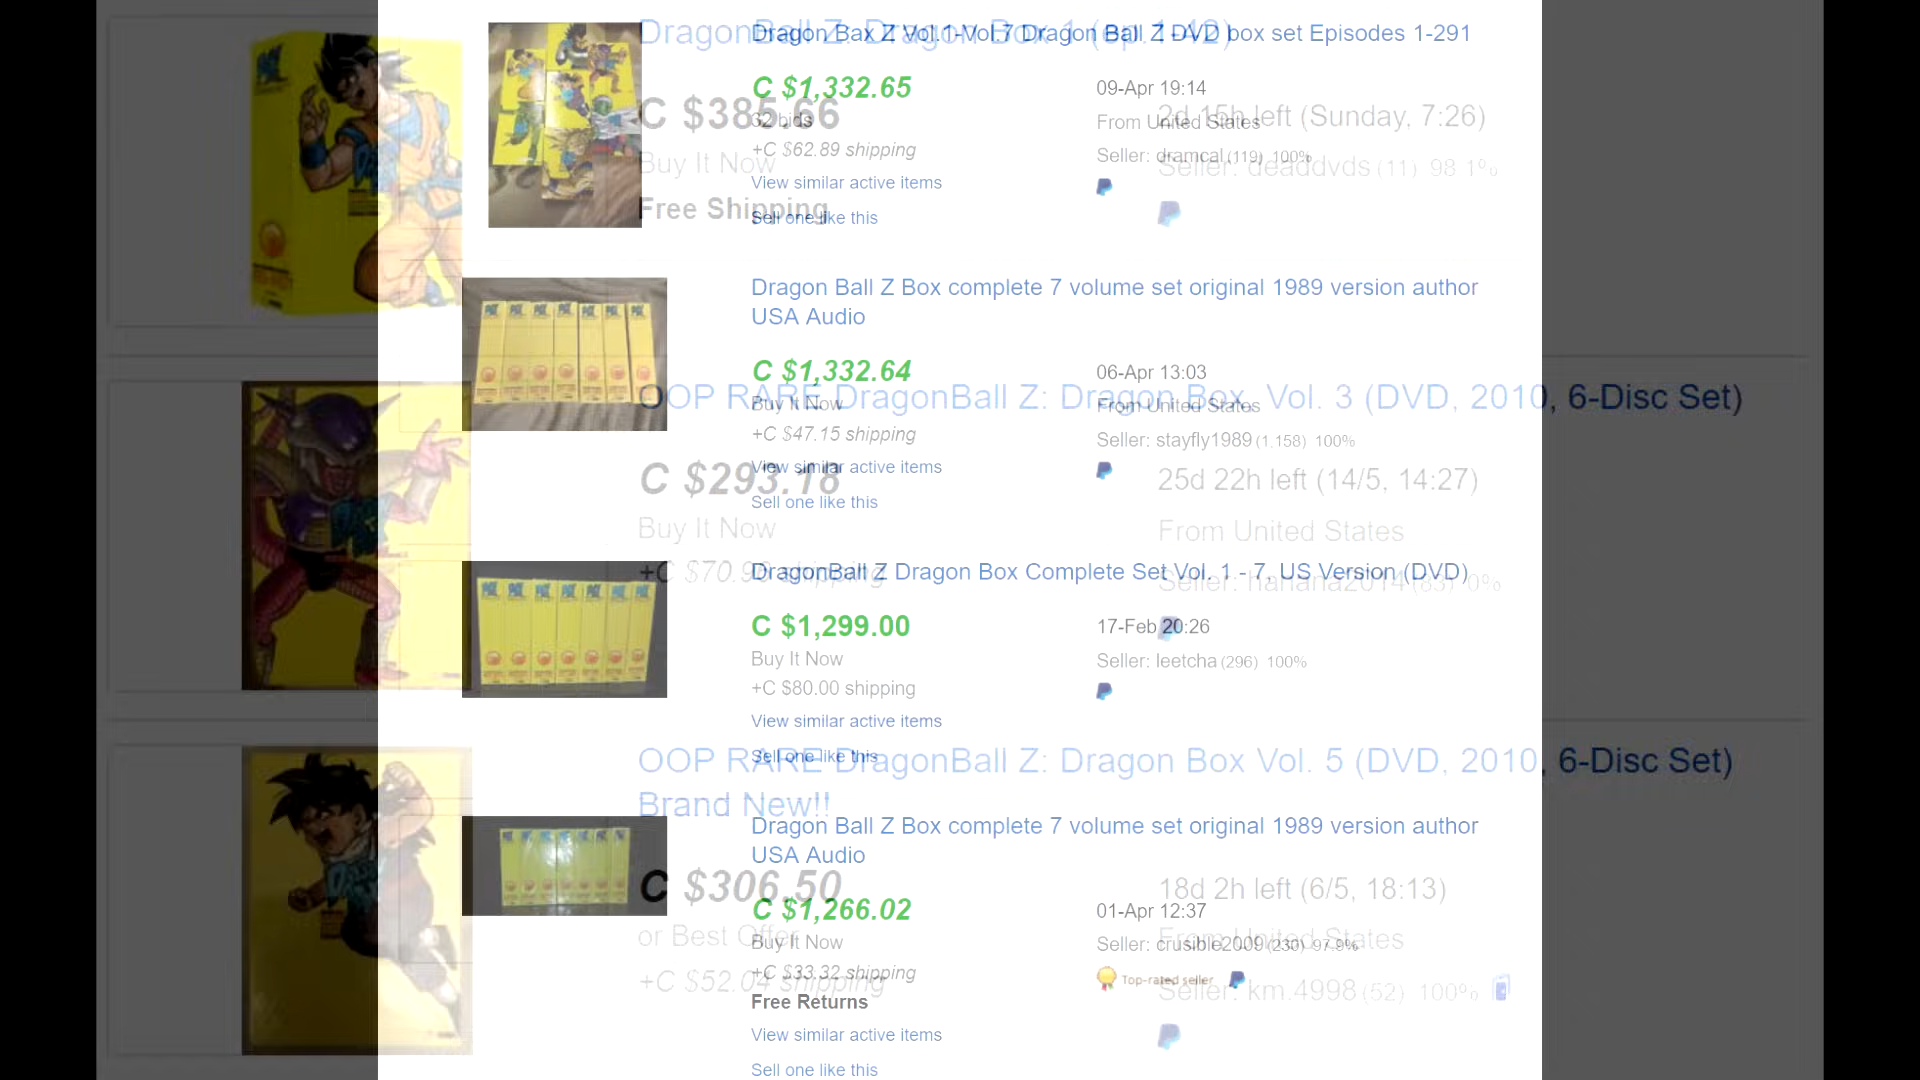 Dragon Bax Z Vol.1-Vol.7 Dragon Ball Z DVD box set Episodes 1-291
C $1,332.65
32 bids
+C $62.89 shipping
View similar active items
Sell one like this
09-Apr 19:14
From United States
Seller: dramcal (119) 100%
Dragon Ball Z Box complete 7 volume set original 1989 version author
USA Audio
C $1,332.64
Buy It Now
+C $47.15 shipping
View similar active items
Sell one like this
06-Apr 13:03
From United States
Seller: stayfly1989 (1,158) 100%
DragonBall Z Dragon Box Complete Set Vol. 1 - 7, US Version (DVD)
C $1,299.00
Buy It Now
+C $80.00 shipping
View similar active items
Sell one like this
17-Feb 20:26
Seller: leetcha (296) 100%
Dragon Ball Z Box complete 7 volume set original 1989 version author
USA Audio
C $1,266.02
Buy It Now
+C $33.32 shipping
Free Returns
View similar active items
Sell one like this
01-Apr 12:37
Seller: crusible2009 (230) 97.9%
Top-rated seller
DragonBall Z: Dragon Box 1 (ep. 1-42)
C $385.66
Buy It Now
Free Shipping
2d 15h left (Sunday, 7:26)
Seller: deaddvds (11) 98.1%
OOP RARE DragonBall Z: Dragon Box, Vol. 3 (DVD, 2010, 6-Disc Set)
C $293.18
Buy It Now
shipping
25d 22h left (14/5, 14:27)
From United States
Seller: hanana2014 (83) 0%
OOP RARE DragonBall Z: Dragon Box Vol. 5 (DVD, 2010, 6-Disc Set)
Brand New!!
C $306.50
or Best Offer
+C $52.04 shipping
18d 2h left (6/5, 18:13)
From United States
Seller: km.4998 (52) 100%